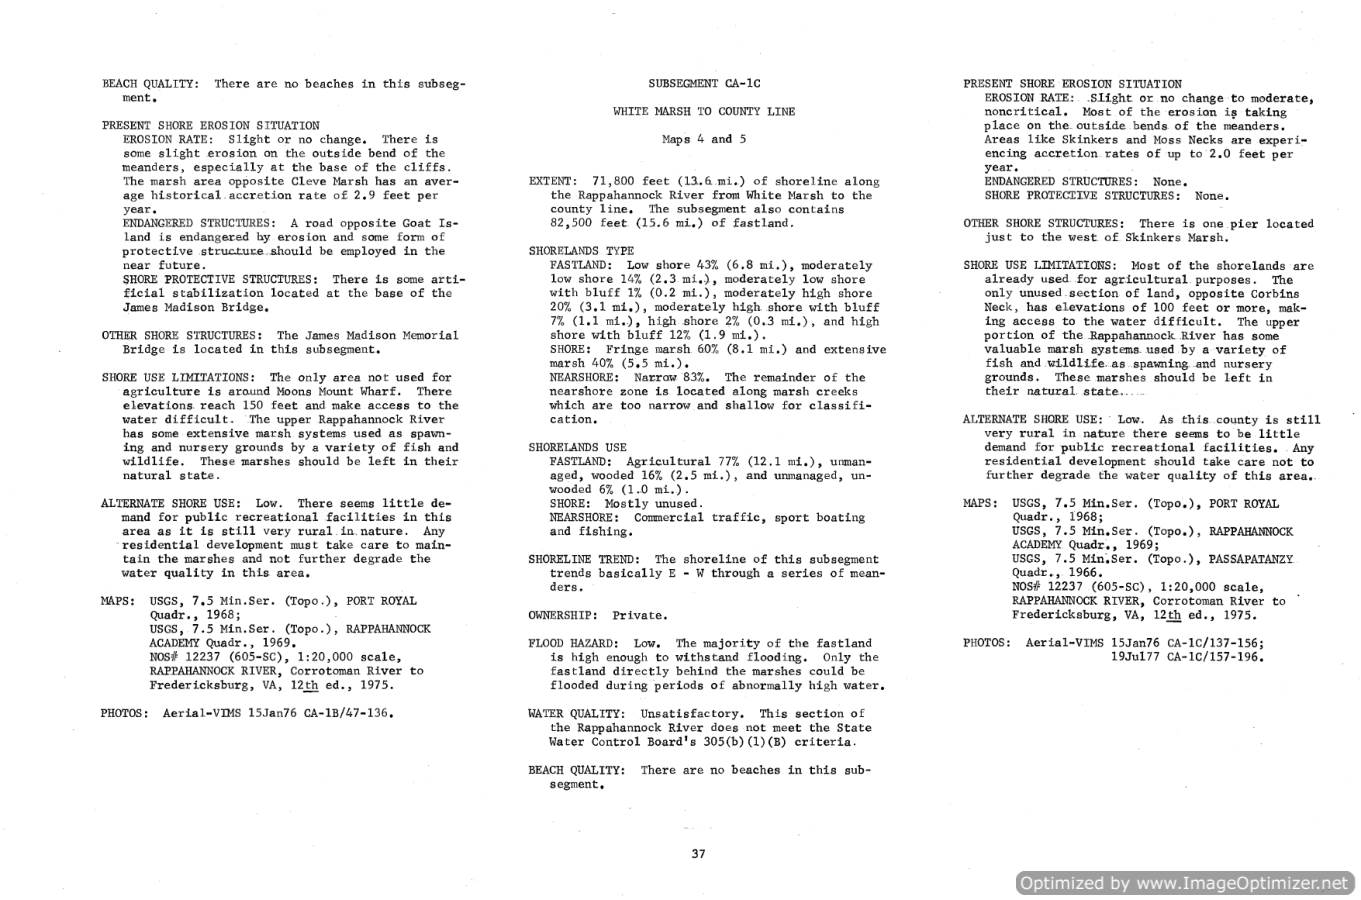 BEACH QUALITY: There are no beaches in this subseg-
ment.
PRESENT SHORE EROSION SITUATION
EROSION RATE: Slight or no change. There is
some slight erosion on the outside bend of the
meanders, especially at the base of the cliffs.
The marsh area opposite Cleve Marsh has an aver-
age historical accretion rate of 2.9 feet per
year.
ENDANGERED STRUCTURES: A road opposite Goat Is-
land is endangered by erosion and some form of
protective structure should be employed in the
near future.
SHORE PROTECTIVE STRUCTURES: There is some arti-
ficial stabilization located at the base of the
James Madison Bridge.
OTHER SHORE STRUCTURES: The James Madison Memorial
Bridge is located in this subsegment.
SHORE USE LIMITATIONS: The only area not used for
agriculture is around Moons Mount Wharf. There
elevations reach 150 feet and make access to the
water difficult. The upper Rappahannock River
has some extensive marsh systems used as spawn-
ing and nursery grounds by a variety of fish and
wildlife. These marshes should be left in their
natural state.
ALTERNATE SHORE USE: Low. There seems little de-
mand for public recreational facilities in this
area as it is still very rural in nature. Any
residential development must take care to main-
tain the marshes and not further degrade the
water quality in this area.
MAPS: USGS, 7.5 Min.Ser. (Topo.), PORT ROYAL
Quadr., 1968;
USGS, 7.5 Min.Ser. (Topo.), RAPPAHANNOCK
ACADEMY Quadr., 1969.
NOS# 12237 (605-SC), 1:20,000 scale,
RAPPAHANNOCK RIVER, Corrotoman River to
Fredericksburg, VA, 12th ed., 1975.
PHOTOS: Aerial-VIMS 15Jan76 CA-1B/47-136.
SUBSEGMENT CA-1C
WHITE MARSH TO COUNTY LINE
Maps 4 and 5
EXTENT: 71,800 feet (13.6 mi.) of shoreline along
the Rappahannock River from White Marsh to the
county line. The subsegment also contains
82,500 feet (15.6 mi.) of fastland.
SHORELANDS TYPE
FASTLAND: Low shore 43% (6.8 mi.), moderately
low shore 14% (2.3 mi.), moderately low shore
with bluff 1% (0.2 mi.), moderately high shore
20% (3.1 mi.), moderately high shore with bluff
7% (1.1 mi.), high shore 2% (0.3 mi.), and high
shore with bluff 12% (1.9 mi.).
SHORE: Fringe marsh 60% (8.1 mi.) and extensive
marsh 40% (5.5 mi.).
NEARSHORE: Narrow 83%. The remainder of the
nearshore zone is located along marsh creeks
which are too narrow and shallow for classifi-
cation.
SHORELANDS USE
FASTLAND: Agricultural 77% (12.1 mi.), unman-
aged, wooded 16% (2.5 mi.), and unmanaged, un-
wooded 6% (1.0 mi.).
SHORE: Mostly unused.
NEARSHORE: Commercial traffic, sport boating
and fishing.
SHORELINE TREND: The shoreline of this subsegment
trends basically E - W through a series of mean-
ders.
OWNERSHIP: Private.
FLOOD HAZARD: Low. The majority of the fastland
is high enough to withstand flooding. Only the
fastland directly behind the marshes could be
flooded during periods of abnormally high water.
WATER QUALITY: Unsatisfactory. This section of
the Rappahannock River does not meet the State
Water Control Board's 305(b)(1)(B) criteria.
BEACH QUALITY: There are no beaches in this sub-
segment.
PRESENT SHORE EROSION SITUATION
EROSION RATE: Slight or no change to moderate,
noncritical. Most of the erosion is taking
place on the outside bends of the meanders.
Areas like Skinkers and Moss Necks are experi-
encing accretion rates of up to 2.0 feet per
year.
ENDANGERED STRUCTURES: None.
SHORE PROTECTIVE STRUCTURES: None.
OTHER SHORE STRUCTURES: There is one pier located
just to the west of Skinkers Marsh.
SHORE USE LIMITATIONS: Most of the shorelands are
already used for agricultural purposes. The
only unused section of land, opposite Corbins
Neck, has elevations of 100 feet or more, mak-
ing access to the water difficult. The upper
portion of the Rappahannock River has some
valuable marsh systems used by a variety of
fish and wildlife as spawning and nursery
grounds. These marshes should be left in
their natural state.
ALTERNATE SHORE USE: Low. As this county is still
very rural in nature there seems to be little
demand for public recreational facilities. Any
residential development should take care not to
further degrade the water quality of this area.
MAPS: USGS, 7.5 Min.Ser. (Topo.), PORT ROYAL
Quadr., 1968;
USGS, 7.5 Min.Ser. (Topo.), RAPPAHANNOCK
ACADEMY Quadr., 1969;
USGS, 7.5 Min.Ser. (Topo.), PASSAPATANZY
Quadr., 1966.
NOS# 12237 (605-SC), 1:20,000 scale,
RAPPAHANNOCK RIVER, Corrotoman River to
Fredericksburg, VA, 12th ed., 1975.
PHOTOS: Aerial-VIMS 15Jan76 CA-1C/137-156;
19Jul77 CA-1C/157-196.
37
Optimized by www.ImageOptimizer.net